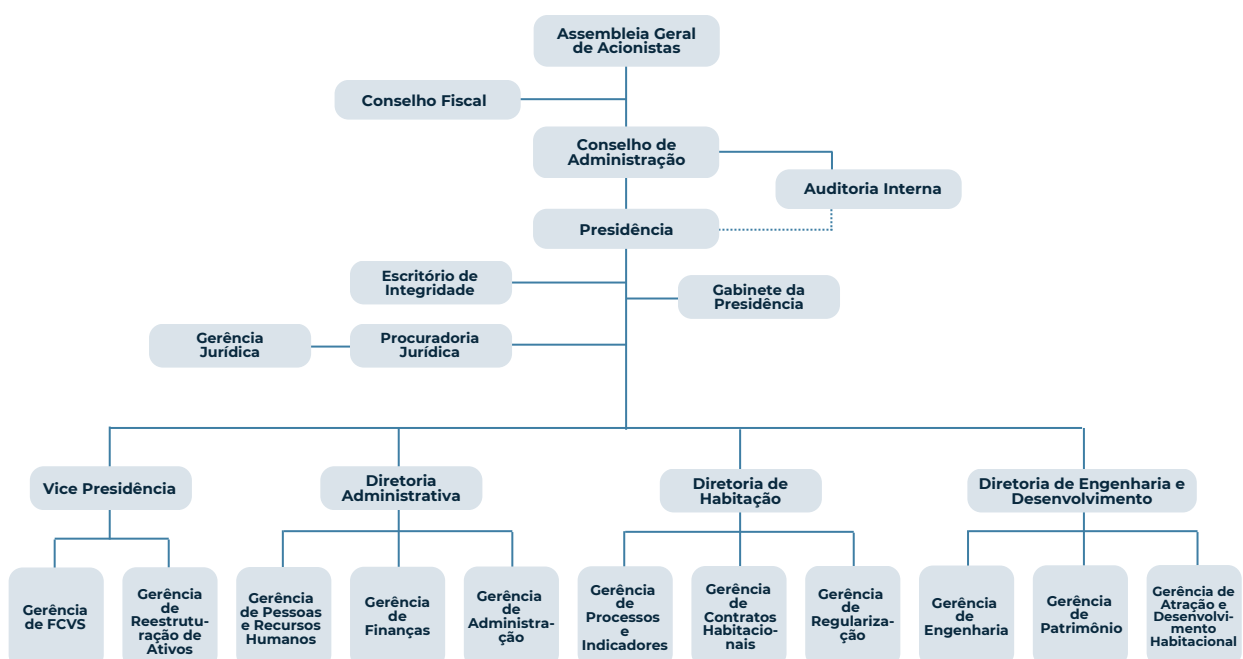 Assembleia Geral
de Acionistas
Conselho Fiscal
Conselho de
Administração
Auditoria Interna
Presidência
Escritório de
Integridade
Gabinete da
Presidência
Gerência
Jurídica
Procuradoria
Jurídica
Vice Presidência
Diretoria
Administrativa
Diretoria de
Habitação
Diretoria de Engenharia e
Desenvolvimento
Gerência
de FCVS
Gerência
de
Reestrutu-
ração de
Ativos
Gerência
de Pessoas
e Recursos
Humanos
Gerência
de
Finanças
Gerência
de
Administra-
ção
Gerência
de
Processos
e
Indicadores
Gerência
de
Contratos
Habitacio-
nais
Gerência
de
Regulariza-
ção
Gerência
de
Engenharia
Gerência
de
Patrimônio
Gerência de
Atração e
Desenvolvi-
mento
Habitacional